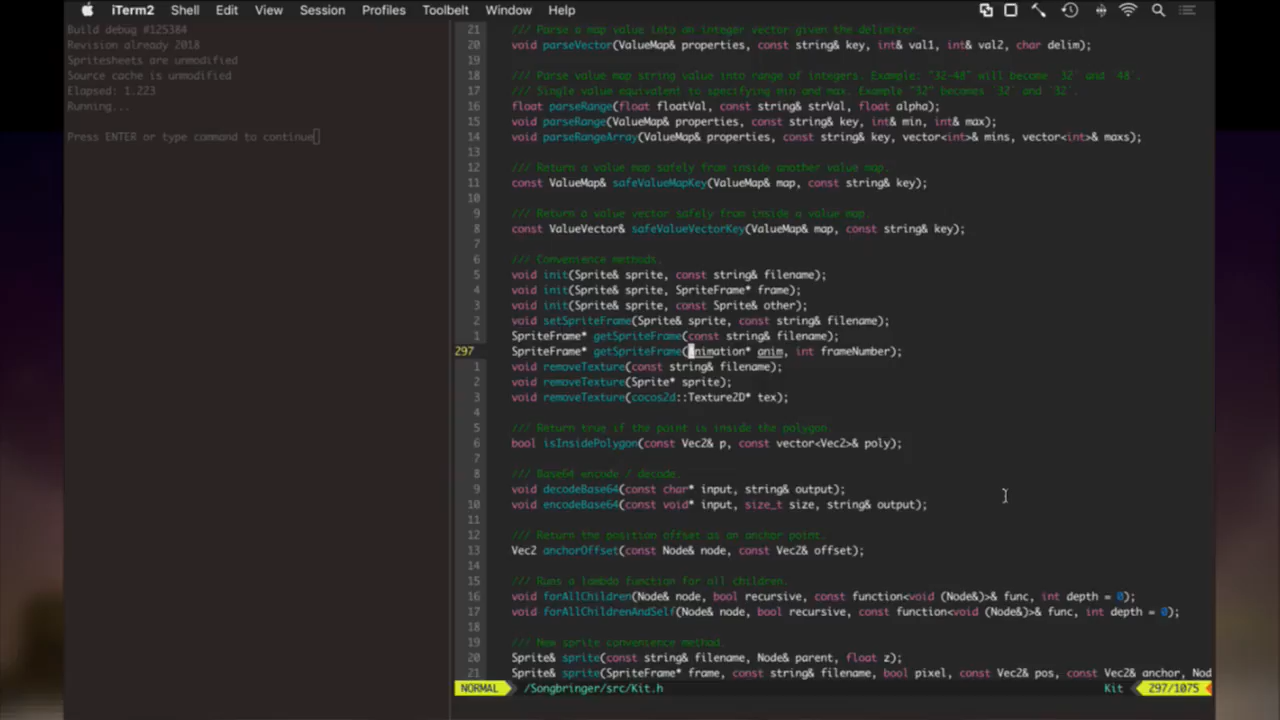 iTerm2 Shell Edit View Session Profiles Toolbelt Window Help
Build debug #125384
Revision already 2018
Spritesheets are unmodified
Source cache is unmodified
Elapsed: 1.223
Running...
Press ENTER or type command to continue
21 /// Parse a map value into an integer vector given the delimiter.
20 void parseVector(ValueMap& properties, const string& key, int& val1, int& val2, char delim);
19
18 /// Parse value map string value into range of integers. Example: "32-48" will become `32` and `48`.
17 /// Single value equivalent to specifying min and max. Example "32" becomes `32` and `32`.
16 float parseRange(float floatVal, const string& strVal, float alpha);
15 void parseRange(ValueMap& properties, const string& key, int& min, int& max);
14 void parseRangeArray(ValueMap& properties, const string& key, vector<int>& mins, vector<int>& maxs);
13
12 /// Return a value map safely from inside another value map.
11 const ValueMap& safeValueMapKey(ValueMap& map, const string& key);
10
9 /// Return a value vector safely from inside a value map.
8 const ValueVector& safeValueVectorKey(ValueMap& map, const string& key);
7
6 /// Convenience methods.
5 void init(Sprite& sprite, const string& filename);
4 void init(Sprite& sprite, SpriteFrame* frame);
3 void init(Sprite& sprite, const Sprite& other);
2 void setSpriteFrame(Sprite& sprite, const string& filename);
1 SpriteFrame* getSpriteFrame(const string& filename);
297 SpriteFrame* getSpriteFrame(Animation* anim, int frameNumber);
1 void removeTexture(const string& filename);
2 void removeTexture(Sprite* sprite);
3 void removeTexture(cocos2d::Texture2D* tex);
4
5 /// Return true if the point is inside the polygon.
6 bool isInsidePolygon(const Vec2& p, const vector<Vec2>& poly);
7
8 /// Base64 encode / decode.
9 void decodeBase64(const char* input, string& output);
10 void encodeBase64(const void* input, size_t size, string& output);
11
12 /// Return the position offset as an anchor point.
13 Vec2 anchorOffset(const Node& node, const Vec2& offset);
14
15 /// Runs a lambda function for all children.
16 void forAllChildren(Node& node, bool recursive, const function<void (Node&)>& func, int depth = 0);
17 void forAllChildrenAndSelf(Node& node, bool recursive, const function<void (Node&)>& func, int depth = 0);
18
19 /// New sprite convenience method.
20 Sprite& sprite(const string& filename, Node& parent, float z);
21 Sprite& sprite(SpriteFrame* frame, const string& filename, bool pixel, const Vec2& pos, const Vec2& anchor, Nod
NORMAL /Songbringer/src/Kit.h Kit 297/1075